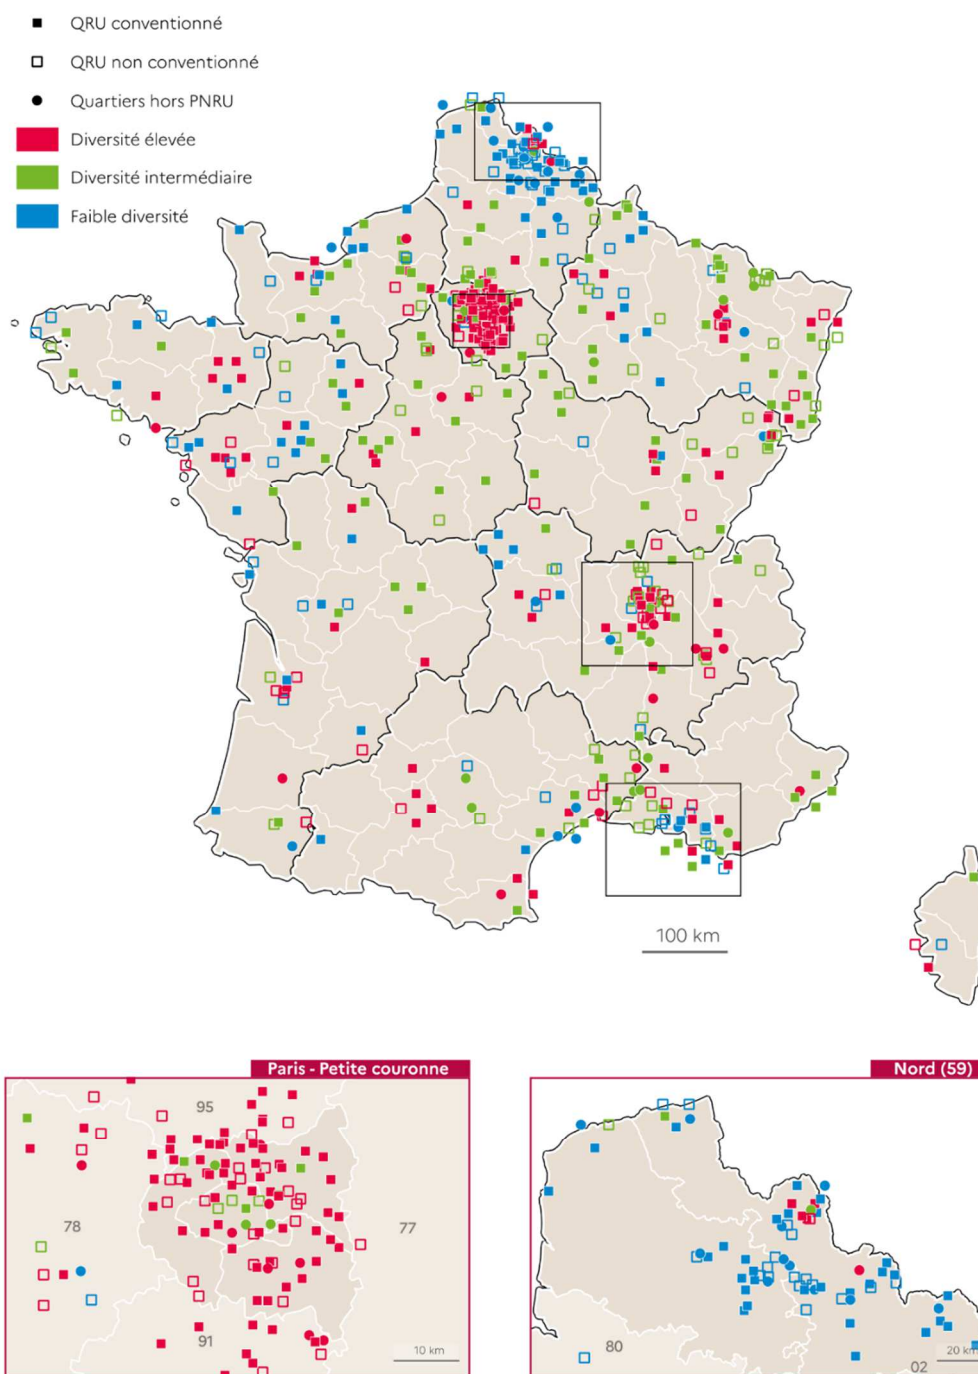 QRU conventionné
QRU non conventionné
Quartiers hors PNRU
Diversité élevée
Diversité intermédiaire
Faible diversité
100 km
Paris - Petite couronne
95
78
77
91
10 km
Nord (59)
80
02
20 km